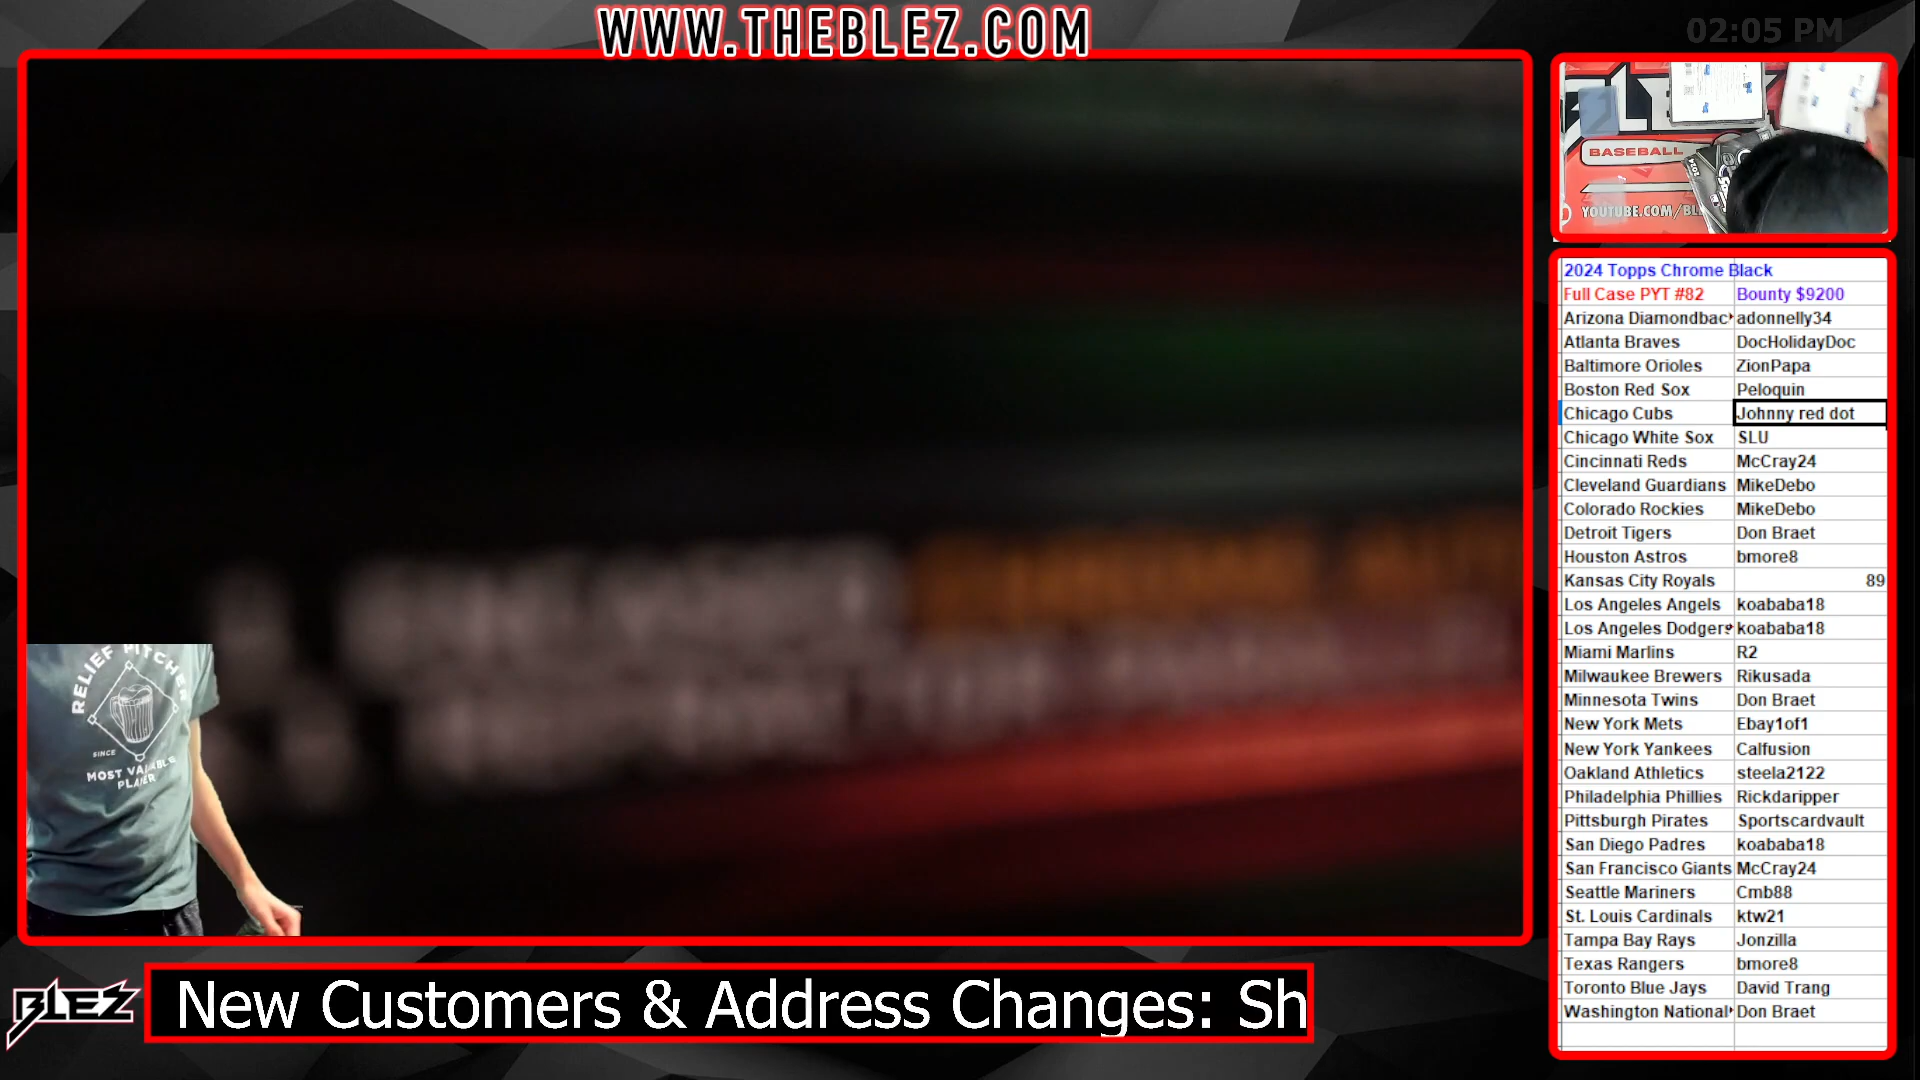 WWW.THEBLEZ.COM
02:05 PM
BASEBALL
YOUTUBE.COM/BL
2024 Topps Chrome Black
Full Case PYT #82 Bounty $9200
Arizona Diamondbac adonnelly34
Atlanta Braves DocHolidayDoc
Baltimore Orioles ZionPapa
Boston Red Sox Peloquin
Chicago Cubs Johnny red dot
Chicago White Sox SLU
Cincinnati Reds McCray24
Cleveland Guardians MikeDebo
Colorado Rockies MikeDebo
Detroit Tigers Don Braet
Houston Astros bmore8
Kansas City Royals 89
Los Angeles Angels koababa18
Los Angeles Dodgers koababa18
Miami Marlins R2
Milwaukee Brewers Rikusada
Minnesota Twins Don Braet
New York Mets Ebay1of1
New York Yankees Calfusion
Oakland Athletics steela2122
Philadelphia Phillies Rickdaripper
Pittsburgh Pirates Sportscardvault
San Diego Padres koababa18
San Francisco Giants McCray24
Seattle Mariners Cmb88
St. Louis Cardinals ktw21
Tampa Bay Rays Jonzilla
Texas Rangers bmore8
Toronto Blue Jays David Trang
Washington National Don Braet
RELIEF PITCHER
SINCE
MOST VALUABLE
PLAYER
BLEZ
New Customers & Address Changes: Sh